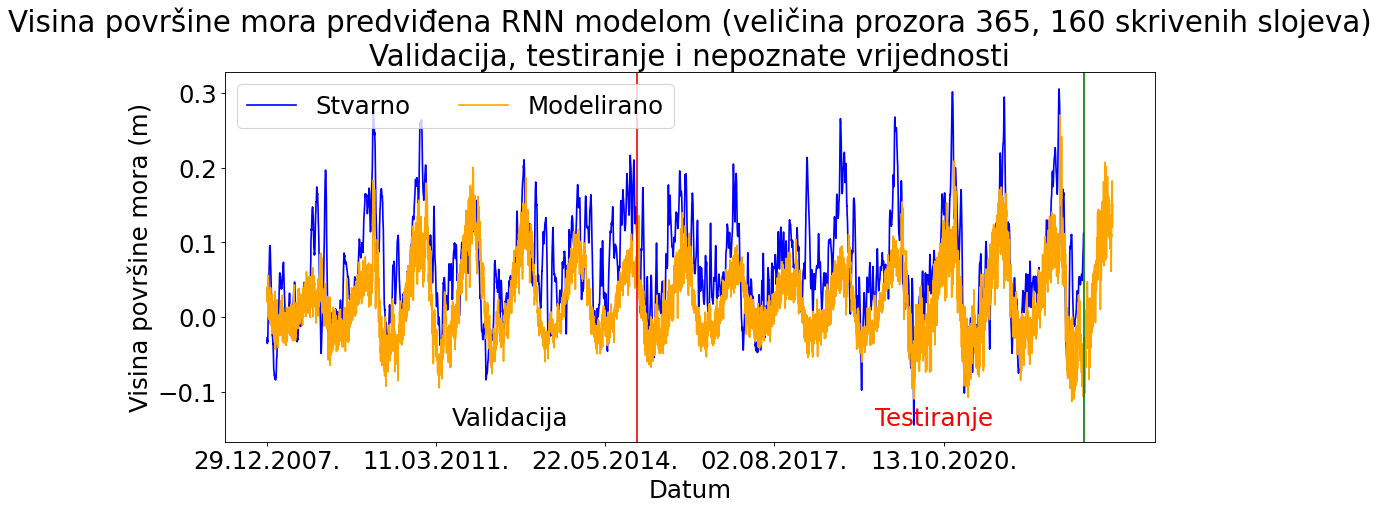 Visina površine mora predviđena RNN modelom (veličina prozora 365, 160 skrivenih slojeva)
Validacija, testiranje i nepoznate vrijednosti
Stvarno Modelirano
Visina površine mora (m)
0.3
0.2
0.1
0.0
−0.1
Validacija Testiranje
29.12.2007. 11.03.2011. 22.05.2014. 02.08.2017. 13.10.2020.
Datum